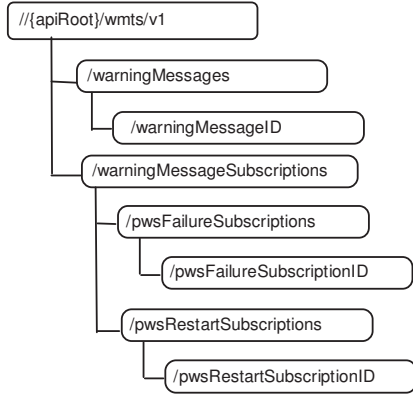 //{apiRoot}/wmts/v1
/warningMessages
/warningMessageID
/warningMessageSubscriptions
/pwsFailureSubscriptions
/pwsFailureSubscriptionID
/pwsRestartSubscriptions
/pwsRestartSubscriptionID